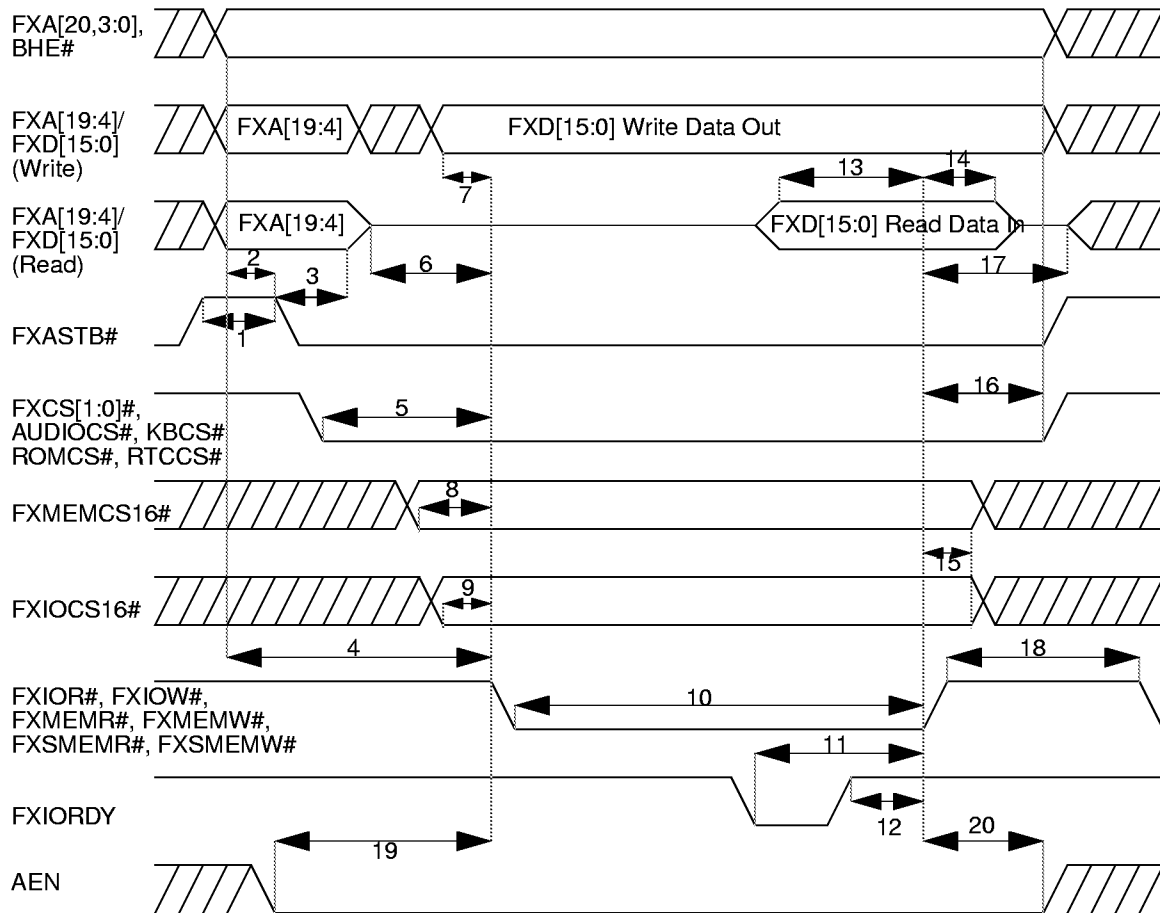 FXA[20,3:0],
BHE#
FXA[19:4]/
FXD[15:0]
(Write)
FXA[19:4]
FXD[15:0] Write Data Out
7
13
14
FXA[19:4]/
FXD[15:0]
(Read)
FXA[19:4]
FXD[15:0] Read Data In
2
3
6
17
FXASTB#
1
FXCS[1:0]#,
AUDIOCS#, KBCS#
ROMCS#, RTCCS#
5
16
FXMEMCS16#
8
15
FXIOCS16#
9
4
18
FXIOR#, FXIOW#,
FXMEMR#, FXMEMW#,
FXSMEMR#, FXSMEMW#
10
11
FXIORDY
12
19
20
AEN